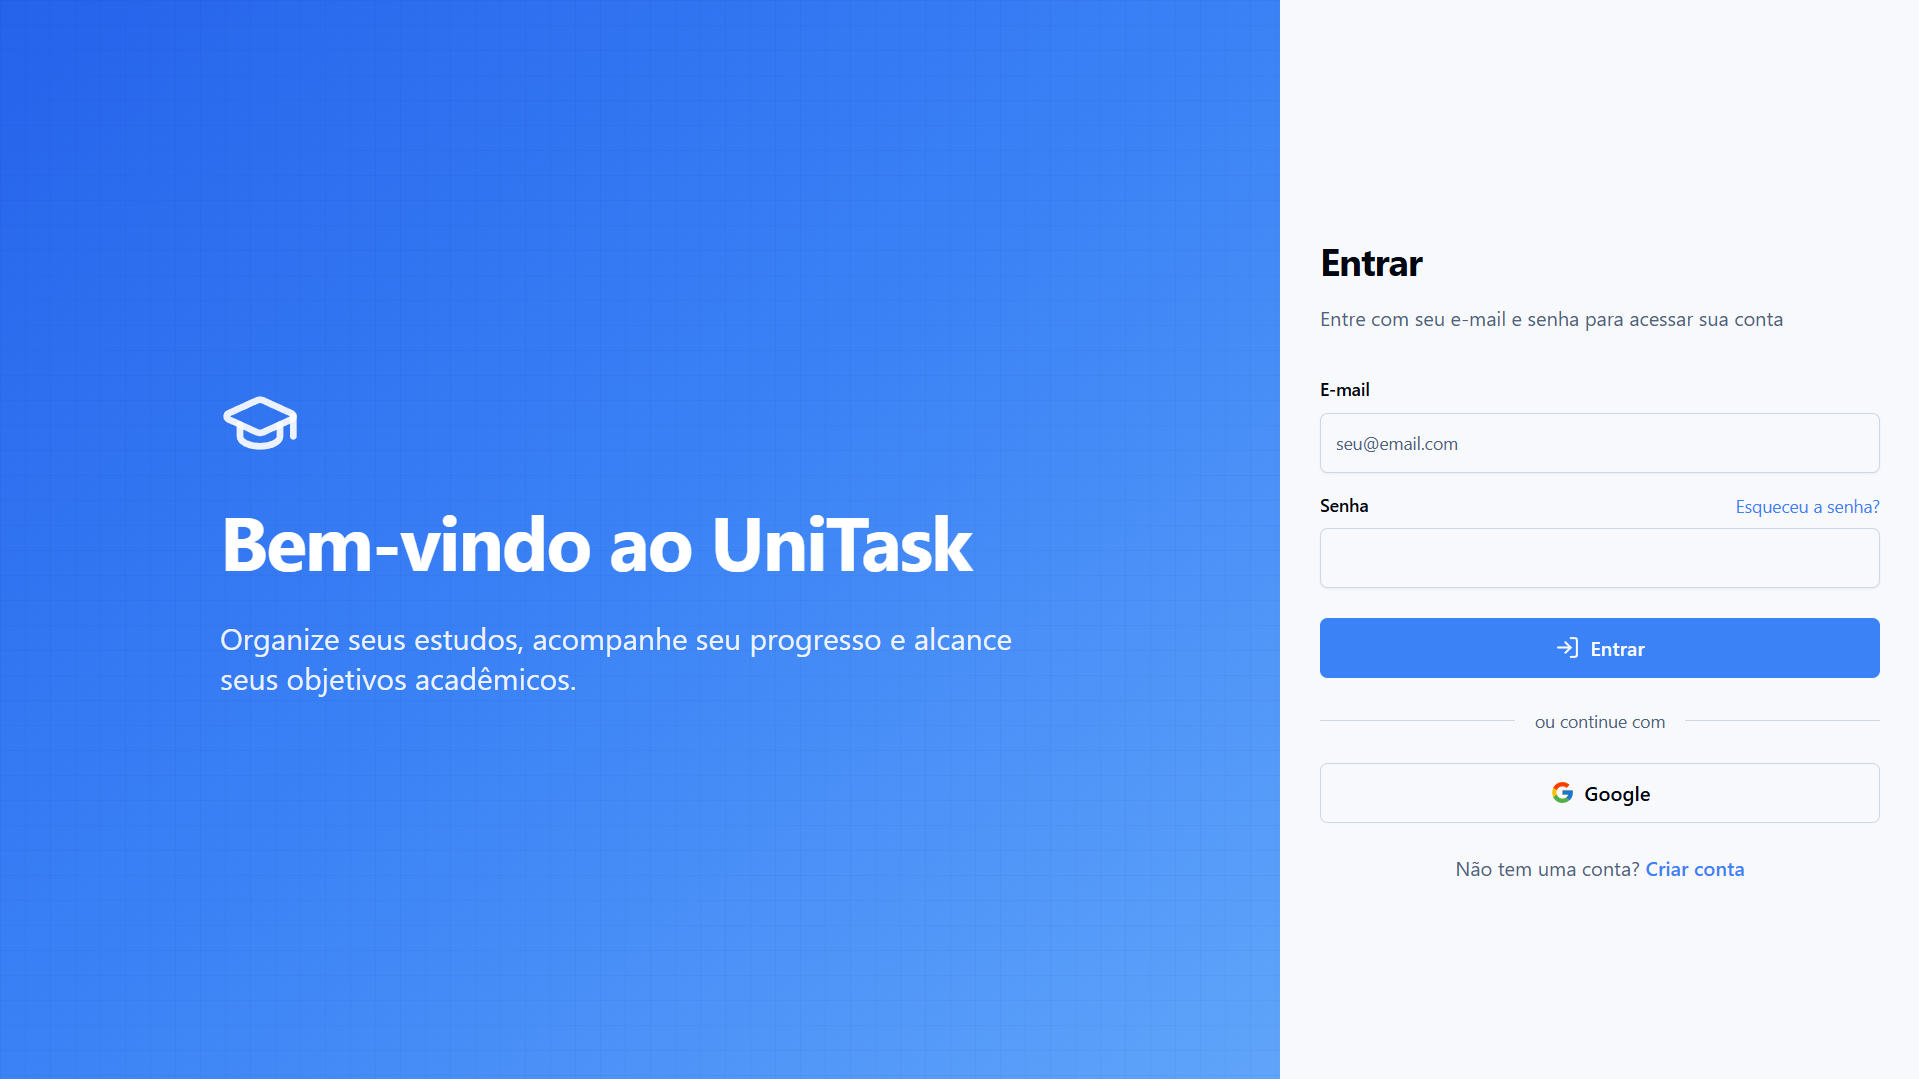 Bem-vindo ao UniTask
Organize seus estudos, acompanhe seu progresso e alcance
seus objetivos acadêmicos.
Entrar
Entre com seu e-mail e senha para acessar sua conta
E-mail
seu@email.com
Senha
Esqueceu a senha?
Entrar
ou continue com
Google
Não tem uma conta? Criar conta